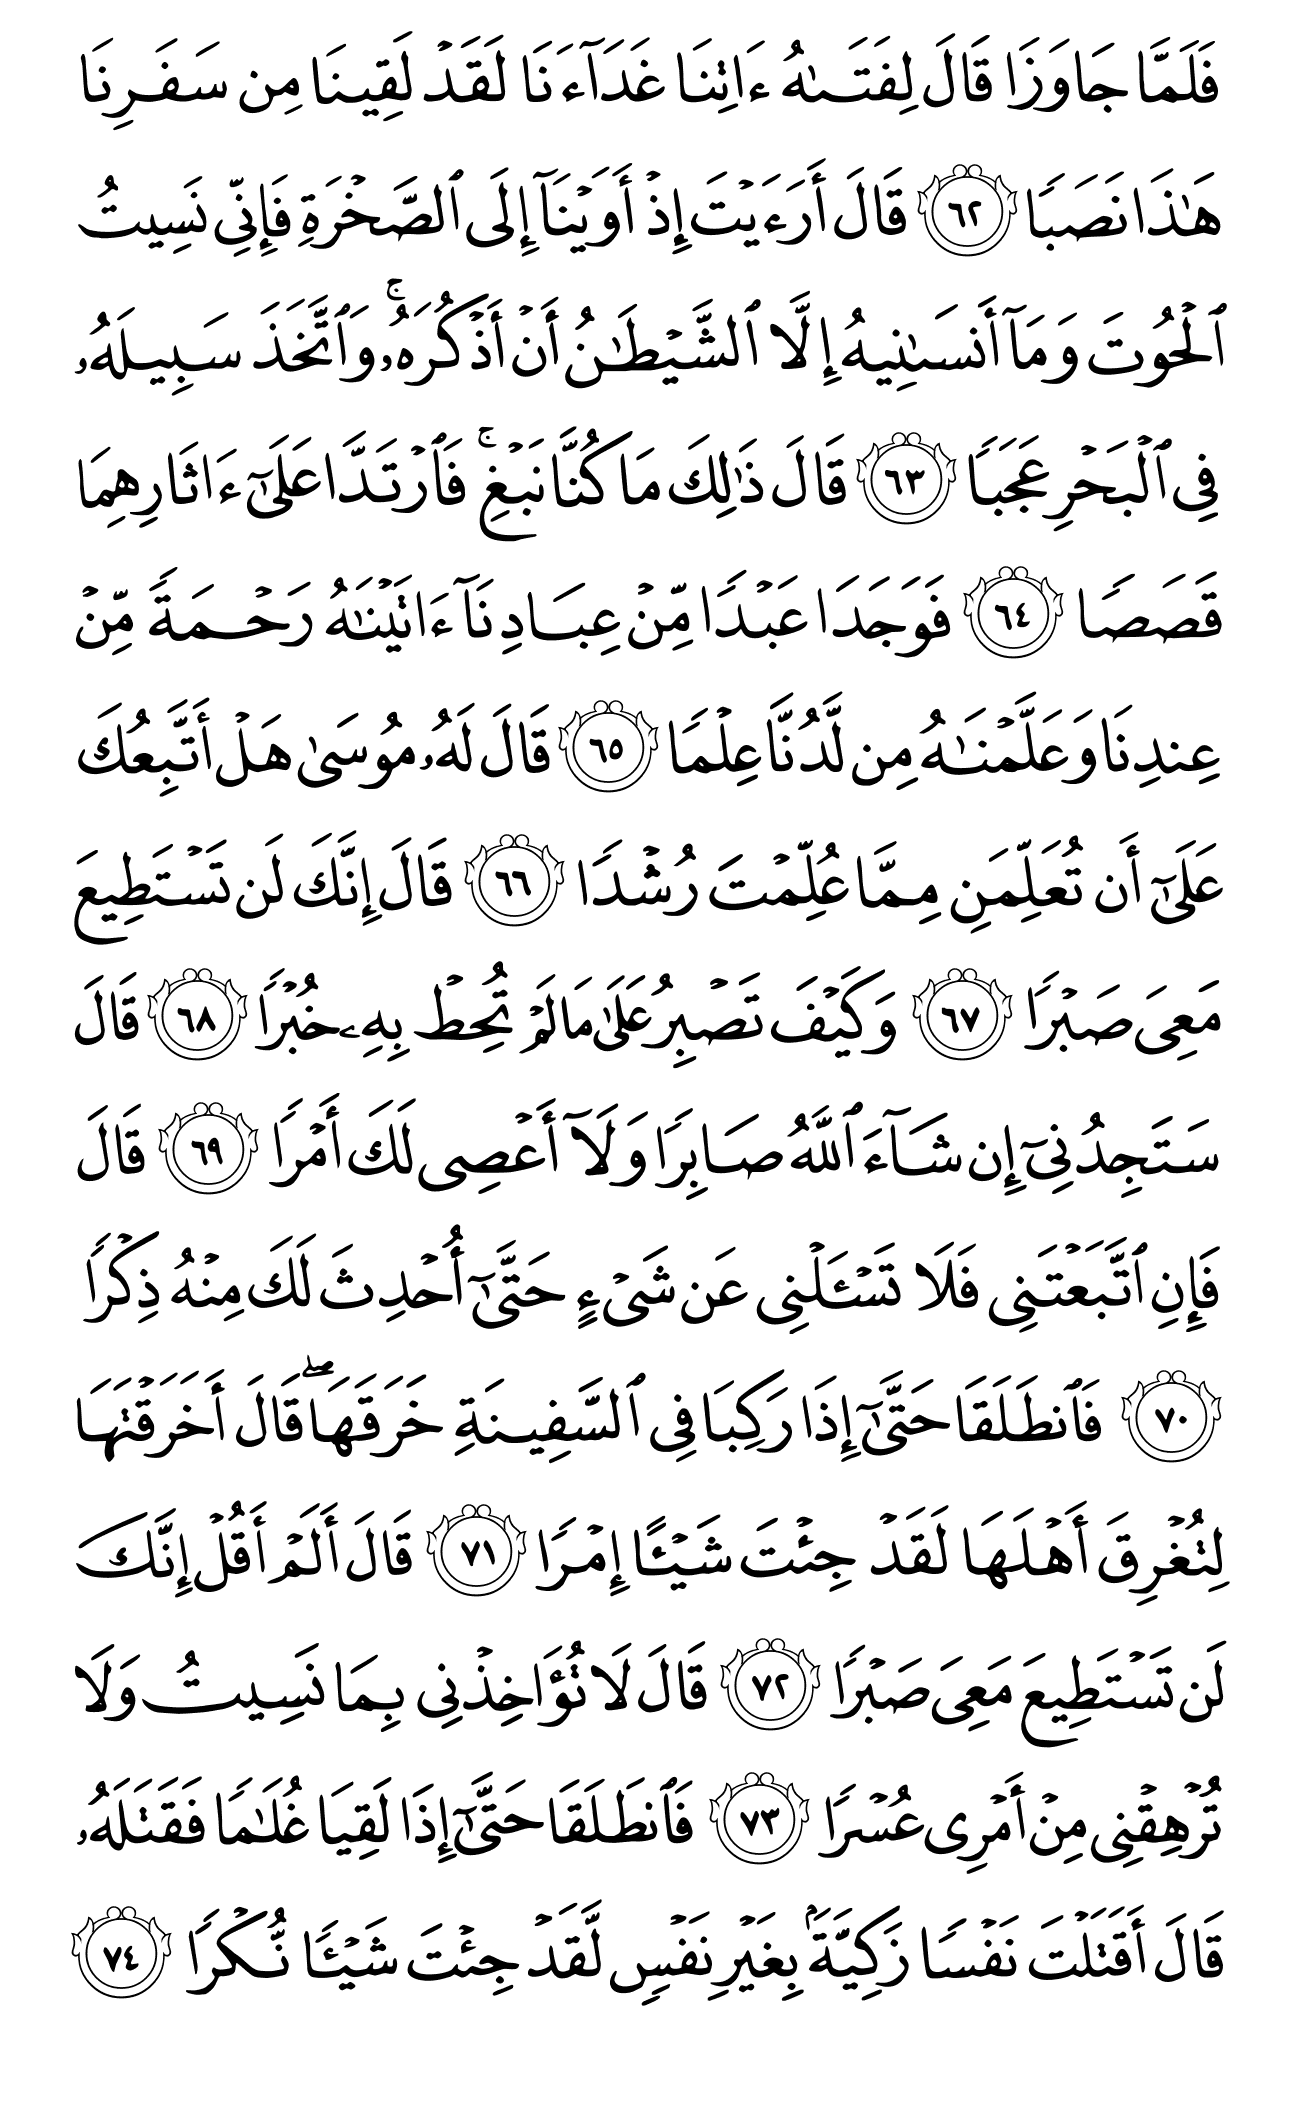 فَلَمَّا جَاوَزَا قَالَ لِفَتَىٰهُ ءَاتِنَا غَدَآءَنَا لَقَدۡ لَقِينَا مِن سَفَرِنَا
هَٰذَا نَصَبٗا ٦٢ قَالَ أَرَءَيۡتَ إِذۡ أَوَيۡنَآ إِلَى ٱلصَّخۡرَةِ فَإِنِّي نَسِيتُ
ٱلۡحُوتَ وَمَآ أَنسَىٰنِيهُ إِلَّا ٱلشَّيۡطَٰنُ أَنۡ أَذۡكُرَهُۥۚ وَٱتَّخَذَ سَبِيلَهُۥ
فِي ٱلۡبَحۡرِ عَجَبٗا ٦٣ قَالَ ذَٰلِكَ مَا كُنَّا نَبۡغِۚ فَٱرۡتَدَّا عَلَىٰٓ ءَاثَارِهِمَا
قَصَصٗا ٦٤ فَوَجَدَا عَبۡدٗا مِّنۡ عِبَادِنَآ ءَاتَيۡنَٰهُ رَحۡمَةٗ مِّنۡ
عِندِنَا وَعَلَّمۡنَٰهُ مِن لَّدُنَّا عِلۡمٗا ٦٥ قَالَ لَهُۥ مُوسَىٰ هَلۡ أَتَّبِعُكَ
عَلَىٰٓ أَن تُعَلِّمَنِ مِمَّا عُلِّمۡتَ رُشۡدٗا ٦٦ قَالَ إِنَّكَ لَن تَسۡتَطِيعَ
مَعِيَ صَبۡرٗا ٦٧ وَكَيۡفَ تَصۡبِرُ عَلَىٰ مَا لَمۡ تُحِطۡ بِهِۦ خُبۡرٗا ٦٨ قَالَ
سَتَجِدُنِيٓ إِن شَآءَ ٱللَّهُ صَابِرٗا وَلَآ أَعۡصِي لَكَ أَمۡرٗا ٦٩ قَالَ
فَإِنِ ٱتَّبَعۡتَنِي فَلَا تَسۡـَٔلۡنِي عَن شَيۡءٍ حَتَّىٰٓ أُحۡدِثَ لَكَ مِنۡهُ ذِكۡرٗا
٧٠ فَٱنطَلَقَا حَتَّىٰٓ إِذَا رَكِبَا فِي ٱلسَّفِينَةِ خَرَقَهَاۖ قَالَ أَخَرَقۡتَهَا
لِتُغۡرِقَ أَهۡلَهَا لَقَدۡ جِئۡتَ شَيۡـًٔا إِمۡرٗا ٧١ قَالَ أَلَمۡ أَقُلۡ إِنَّكَ
لَن تَسۡتَطِيعَ مَعِيَ صَبۡرٗا ٧٢ قَالَ لَا تُؤَاخِذۡنِي بِمَا نَسِيتُ وَلَا
تُرۡهِقۡنِي مِنۡ أَمۡرِي عُسۡرٗا ٧٣ فَٱنطَلَقَا حَتَّىٰٓ إِذَا لَقِيَا غُلَٰمٗا فَقَتَلَهُۥ
قَالَ أَقَتَلۡتَ نَفۡسٗا زَكِيَّةَۢ بِغَيۡرِ نَفۡسٖ لَّقَدۡ جِئۡتَ شَيۡـٔٗا نُّكۡرٗا ٧٤